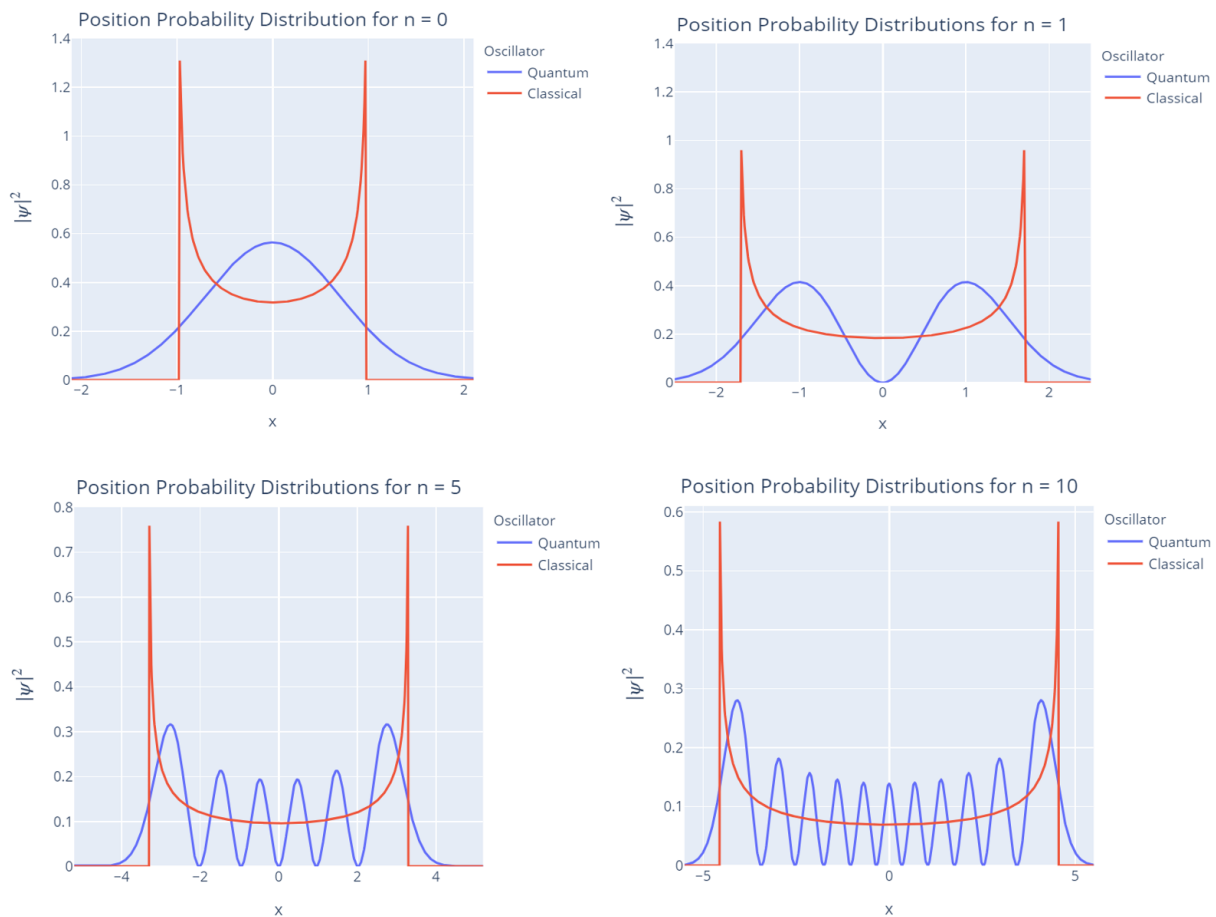 Position Probability Distribution for n = 0
1.4
1.2
1
0.8
0.6
0.4
0.2
0
−2
−1
0
1
2
x
|ψ|²
Oscillator
Quantum
Classical
Position Probability Distributions for n = 1
1.4
1.2
1
0.8
0.6
0.4
0.2
0
−2
−1
0
1
2
x
|ψ|²
Oscillator
Quantum
Classical
Position Probability Distributions for n = 5
0.8
0.7
0.6
0.5
0.4
0.3
0.2
0.1
0
−4
−2
0
2
4
x
|ψ|²
Oscillator
Quantum
Classical
Position Probability Distributions for n = 10
0.6
0.5
0.4
0.3
0.2
0.1
0
−5
0
5
x
|ψ|²
Oscillator
Quantum
Classical